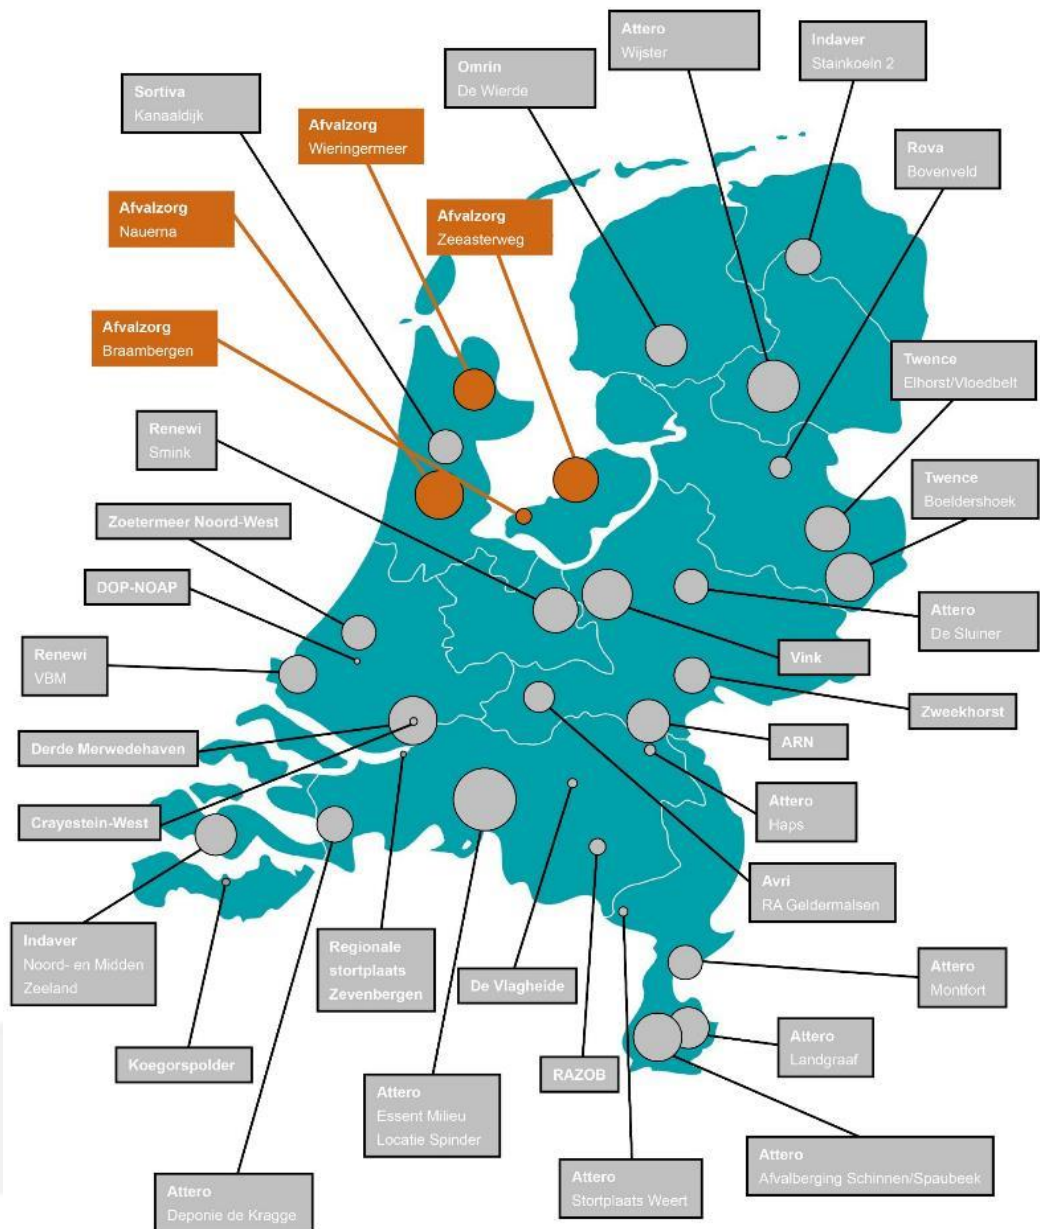 Attero
Wijster
Indaver
Stainkoeln 2
Omrin
De Wierde
Sortiva
Kanaaldijk
Afvalzorg
Wieringermeer
Rova
Bovenveld
Afvalzorg
Nauerna
Afvalzorg
Zeeasterweg
Afvalzorg
Braambergen
Twence
Elhorst/Vloedbelt
Renewi
Smink
Twence
Boeldershoek
Zoetermeer Noord-West
DOP-NOAP
Attero
De Sluiner
Renewi
VBM
Vink
Zweekhorst
Derde Merwedehaven
ARN
Crayestein-West
Attero
Haps
Avri
RA Geldermalsen
Indaver
Noord- en Midden
Zeeland
Regionale
stortplaats
Zevenbergen
De Vlagheide
Attero
Montfort
Koegorspolder
RAZOB
Attero
Landgraaf
Attero
Essent Milieu
Locatie Spinder
Attero
Afvalberging Schinnen/Spaubeek
Attero
Stortplaats Weert
Attero
Deponie de Kragge